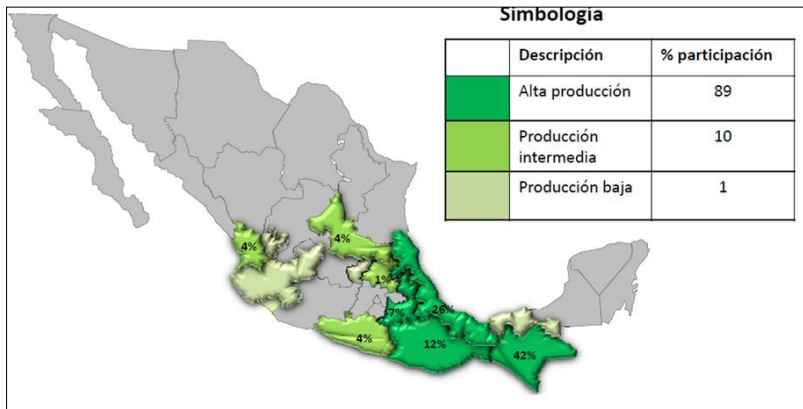 Simbología
Descripción % participación
Alta producción 89
Producción intermedia 10
Producción baja 1
4%
4%
1%
7%
26%
4%
12%
42%